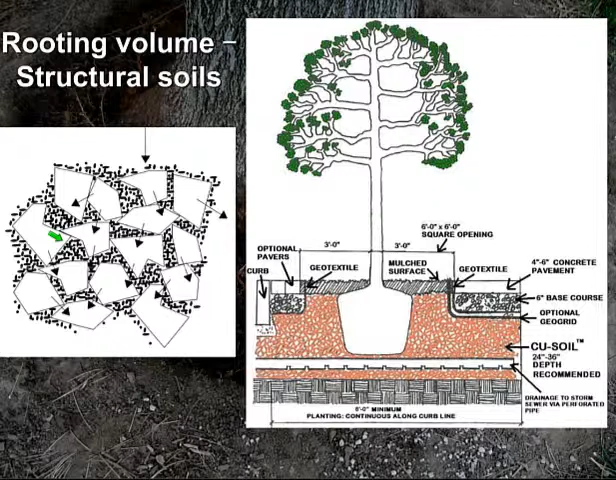 Rooting volume –
Structural soils
6'-0" x 6'-0"
SQUARE OPENING
3'-0"
3'-0"
OPTIONAL
PAVERS
CURB
GEOTEXTILE
MULCHED
SURFACE
GEOTEXTILE
4"-6" CONCRETE
PAVEMENT
6" BASE COURSE
OPTIONAL
GEOGRID
CU-SOIL™
24"-36"
DEPTH
RECOMMENDED
DRAINAGE TO STORM
SEWER VIA PERFORATED
PIPE
8'-0" MINIMUM
PLANTING: CONTINUOUS ALONG CURB LINE